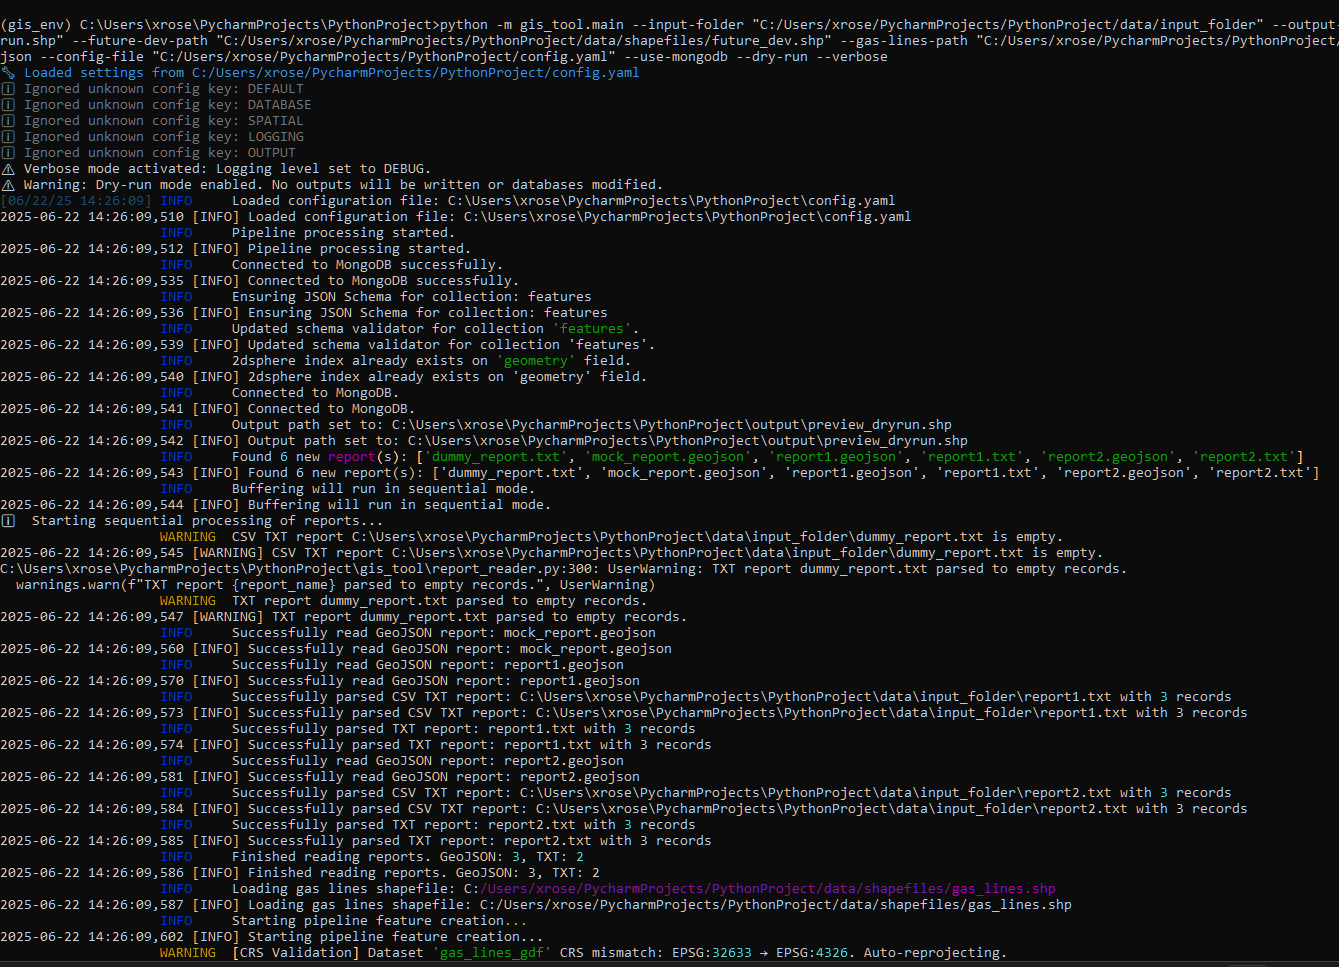 (gis_env) C:\Users\xrose\PycharmProjects\PythonProject>python -m gis_tool.main --input-folder "C:/Users/xrose/PycharmProjects/PythonProject/data/input_folder" --output-
run.shp" --future-dev-path "C:/Users/xrose/PycharmProjects/PythonProject/data/shapefiles/future_dev.shp" --gas-lines-path "C:/Users/xrose/PycharmProjects/PythonProject/
json --config-file "C:/Users/xrose/PycharmProjects/PythonProject/config.yaml" --use-mongodb --dry-run --verbose
Loaded settings from C:/Users/xrose/PycharmProjects/PythonProject/config.yaml
Ignored unknown config key: DEFAULT
Ignored unknown config key: DATABASE
Ignored unknown config key: SPATIAL
Ignored unknown config key: LOGGING
Ignored unknown config key: OUTPUT
⚠ Verbose mode activated: Logging level set to DEBUG.
⚠ Warning: Dry-run mode enabled. No outputs will be written or databases modified.
[06/22/25 14:26:09] INFO     Loaded configuration file: C:\Users\xrose\PycharmProjects\PythonProject\config.yaml
2025-06-22 14:26:09,510 [INFO] Loaded configuration file: C:\Users\xrose\PycharmProjects\PythonProject\config.yaml
INFO     Pipeline processing started.
2025-06-22 14:26:09,512 [INFO] Pipeline processing started.
INFO     Connected to MongoDB successfully.
2025-06-22 14:26:09,535 [INFO] Connected to MongoDB successfully.
INFO     Ensuring JSON Schema for collection: features
2025-06-22 14:26:09,536 [INFO] Ensuring JSON Schema for collection: features
INFO     Updated schema validator for collection 'features'.
2025-06-22 14:26:09,539 [INFO] Updated schema validator for collection 'features'.
INFO     2dsphere index already exists on 'geometry' field.
2025-06-22 14:26:09,540 [INFO] 2dsphere index already exists on 'geometry' field.
INFO     Connected to MongoDB.
2025-06-22 14:26:09,541 [INFO] Connected to MongoDB.
INFO     Output path set to: C:\Users\xrose\PycharmProjects\PythonProject\output\preview_dryrun.shp
2025-06-22 14:26:09,542 [INFO] Output path set to: C:\Users\xrose\PycharmProjects\PythonProject\output\preview_dryrun.shp
INFO     Found 6 new report(s): ['dummy_report.txt', 'mock_report.geojson', 'report1.geojson', 'report1.txt', 'report2.geojson', 'report2.txt']
2025-06-22 14:26:09,543 [INFO] Found 6 new report(s): ['dummy_report.txt', 'mock_report.geojson', 'report1.geojson', 'report1.txt', 'report2.geojson', 'report2.txt']
INFO     Buffering will run in sequential mode.
2025-06-22 14:26:09,544 [INFO] Buffering will run in sequential mode.
Starting sequential processing of reports...
WARNING  CSV TXT report C:\Users\xrose\PycharmProjects\PythonProject\data\input_folder\dummy_report.txt is empty.
2025-06-22 14:26:09,545 [WARNING] CSV TXT report C:\Users\xrose\PycharmProjects\PythonProject\data\input_folder\dummy_report.txt is empty.
C:\Users\xrose\PycharmProjects\PythonProject\gis_tool\report_reader.py:300: UserWarning: TXT report dummy_report.txt parsed to empty records.
warnings.warn(f"TXT report {report_name} parsed to empty records.", UserWarning)
WARNING  TXT report dummy_report.txt parsed to empty records.
2025-06-22 14:26:09,547 [WARNING] TXT report dummy_report.txt parsed to empty records.
INFO     Successfully read GeoJSON report: mock_report.geojson
2025-06-22 14:26:09,560 [INFO] Successfully read GeoJSON report: mock_report.geojson
INFO     Successfully read GeoJSON report: report1.geojson
2025-06-22 14:26:09,570 [INFO] Successfully read GeoJSON report: report1.geojson
INFO     Successfully parsed CSV TXT report: C:\Users\xrose\PycharmProjects\PythonProject\data\input_folder\report1.txt with 3 records
2025-06-22 14:26:09,573 [INFO] Successfully parsed CSV TXT report: C:\Users\xrose\PycharmProjects\PythonProject\data\input_folder\report1.txt with 3 records
INFO     Successfully parsed TXT report: report1.txt with 3 records
2025-06-22 14:26:09,574 [INFO] Successfully parsed TXT report: report1.txt with 3 records
INFO     Successfully read GeoJSON report: report2.geojson
2025-06-22 14:26:09,581 [INFO] Successfully read GeoJSON report: report2.geojson
INFO     Successfully parsed CSV TXT report: C:\Users\xrose\PycharmProjects\PythonProject\data\input_folder\report2.txt with 3 records
2025-06-22 14:26:09,584 [INFO] Successfully parsed CSV TXT report: C:\Users\xrose\PycharmProjects\PythonProject\data\input_folder\report2.txt with 3 records
INFO     Successfully parsed TXT report: report2.txt with 3 records
2025-06-22 14:26:09,585 [INFO] Successfully parsed TXT report: report2.txt with 3 records
INFO     Finished reading reports. GeoJSON: 3, TXT: 2
2025-06-22 14:26:09,586 [INFO] Finished reading reports. GeoJSON: 3, TXT: 2
INFO     Loading gas lines shapefile: C:/Users/xrose/PycharmProjects/PythonProject/data/shapefiles/gas_lines.shp
2025-06-22 14:26:09,587 [INFO] Loading gas lines shapefile: C:/Users/xrose/PycharmProjects/PythonProject/data/shapefiles/gas_lines.shp
INFO     Starting pipeline feature creation...
2025-06-22 14:26:09,602 [INFO] Starting pipeline feature creation...
WARNING  [CRS Validation] Dataset 'gas_lines_gdf' CRS mismatch: EPSG:32633 → EPSG:4326. Auto-reprojecting.